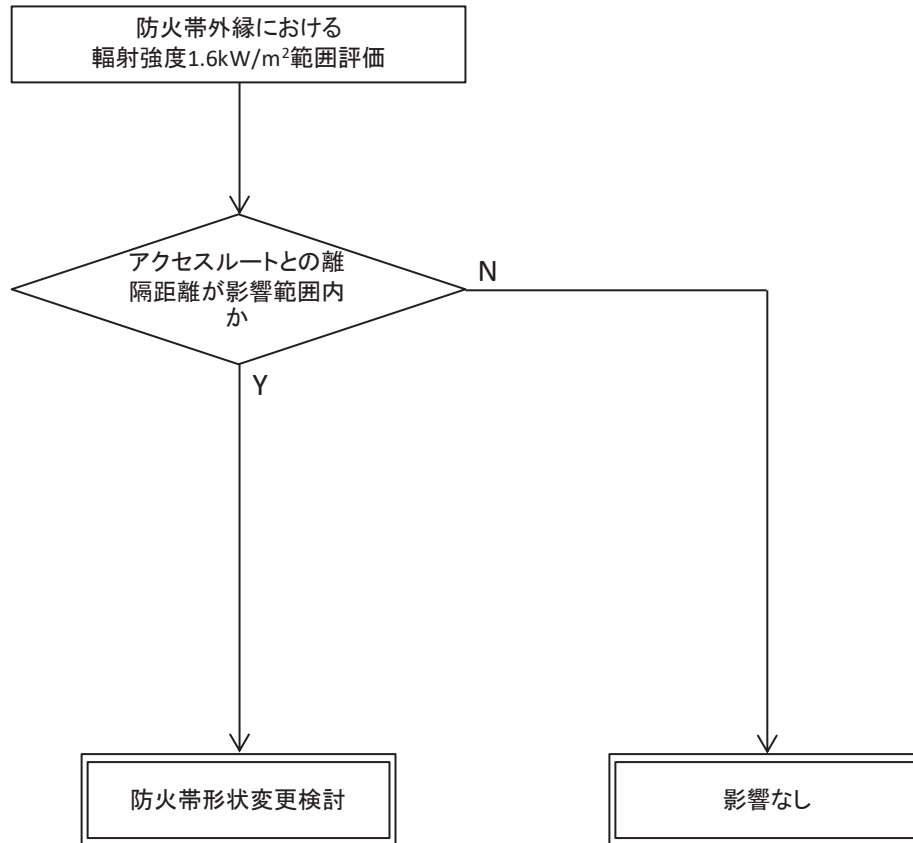 防火帯外縁における
輻射強度1.6kW/m²範囲評価
アクセスルートとの離
隔距離が影響範囲内
か
N
Y
防火帯形状変更検討
影響なし